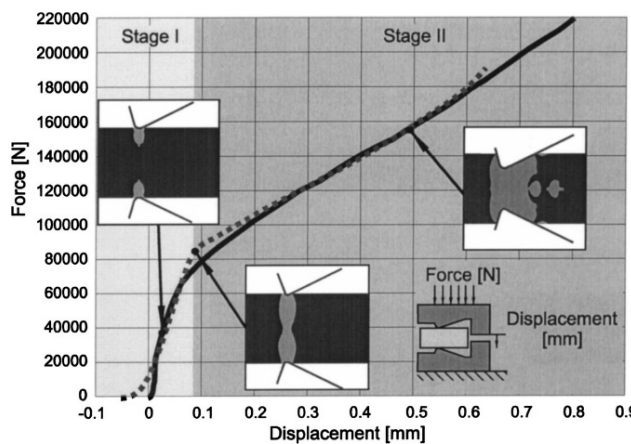 220000
200000
180000
160000
140000
120000
100000
80000
60000
40000
20000
0
Force [N]
Stage I
Stage II
Force [N]
Displacement
[mm]
-0.1 0 0.1 0.2 0.3 0.4 0.5 0.6 0.7 0.8 0.9
Displacement [mm]